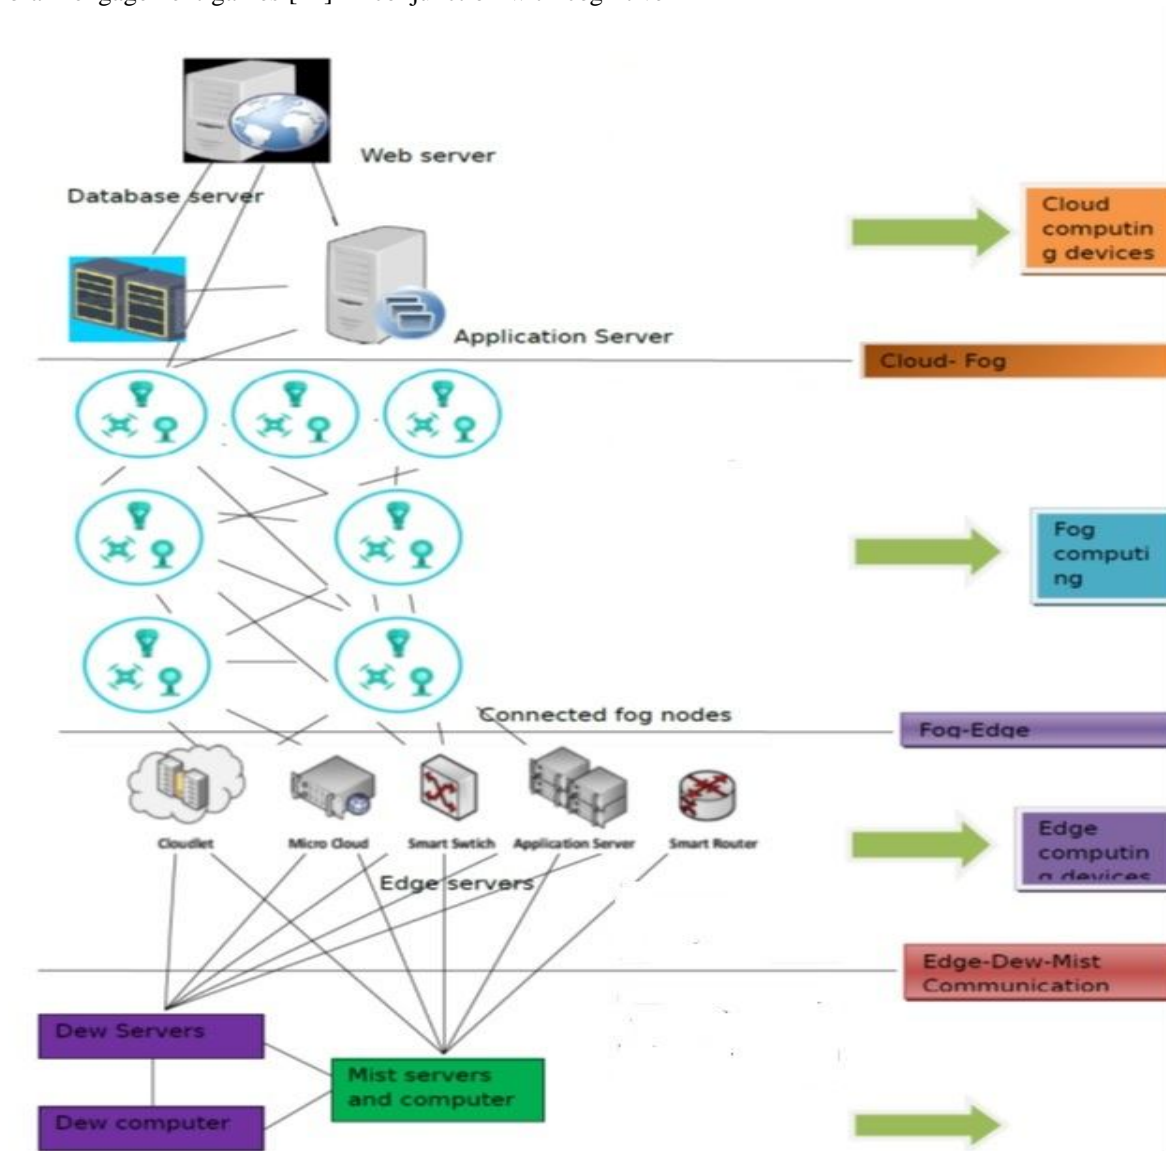 Web server
Database server
Cloud
computin
g devices
Application Server
Cloud- Fog
Fog
computi
ng
Connected fog nodes
Fog-Edge
Cloudlet
Micro Cloud
Smart Swtich
Application Server
Smart Router
Edge
computin
g devices
Edge servers
Edge-Dew-Mist
Communication
Dew Servers
Mist servers
and computer
Dew computer